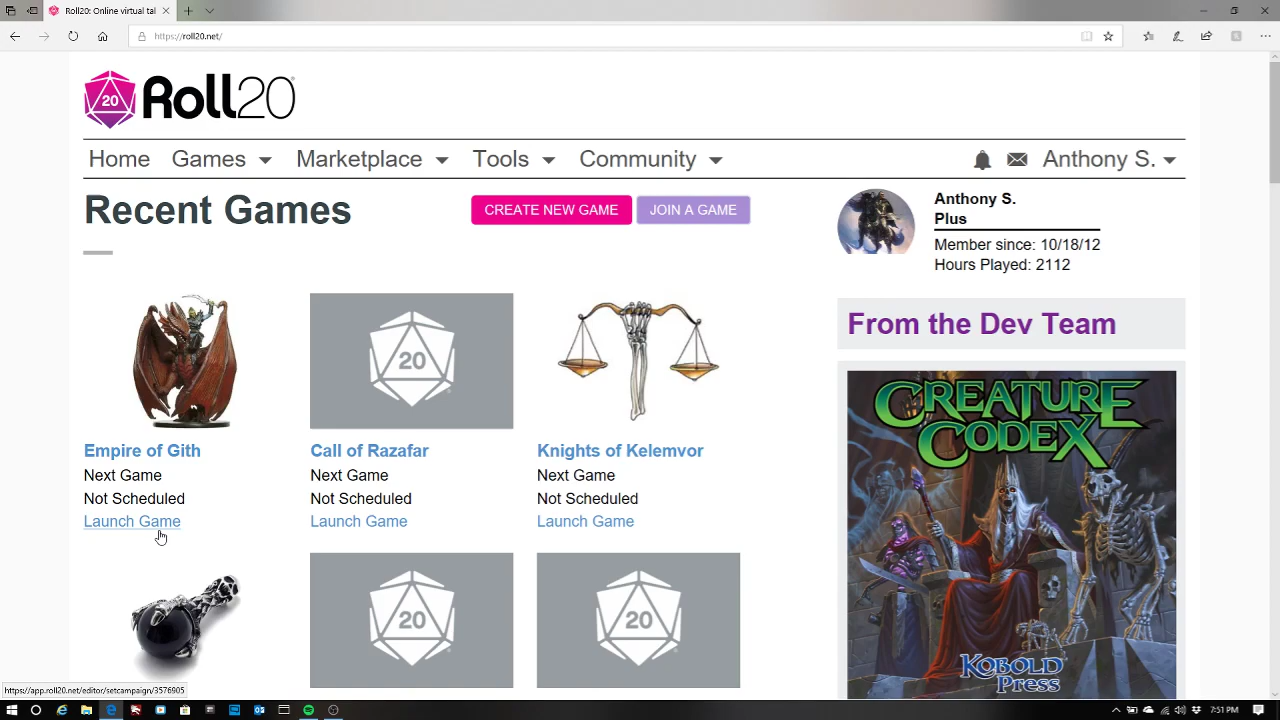 Roll20: Online virtual tal
https://roll20.net/
20 Roll20
Home Games Marketplace Tools Community Anthony S.
Recent Games
CREATE NEW GAME
JOIN A GAME
Anthony S.
Plus
Member since: 10/18/12
Hours Played: 2112
20
Empire of Gith
Next Game
Not Scheduled
Launch Game
Call of Razafar
Next Game
Not Scheduled
Launch Game
Knights of Kelemvor
Next Game
Not Scheduled
Launch Game
From the Dev Team
CREATURE
CODEX
KOBOLD
Press
20
20
https://app.roll20.net/editor/setcampaign/3576905
7:51 PM